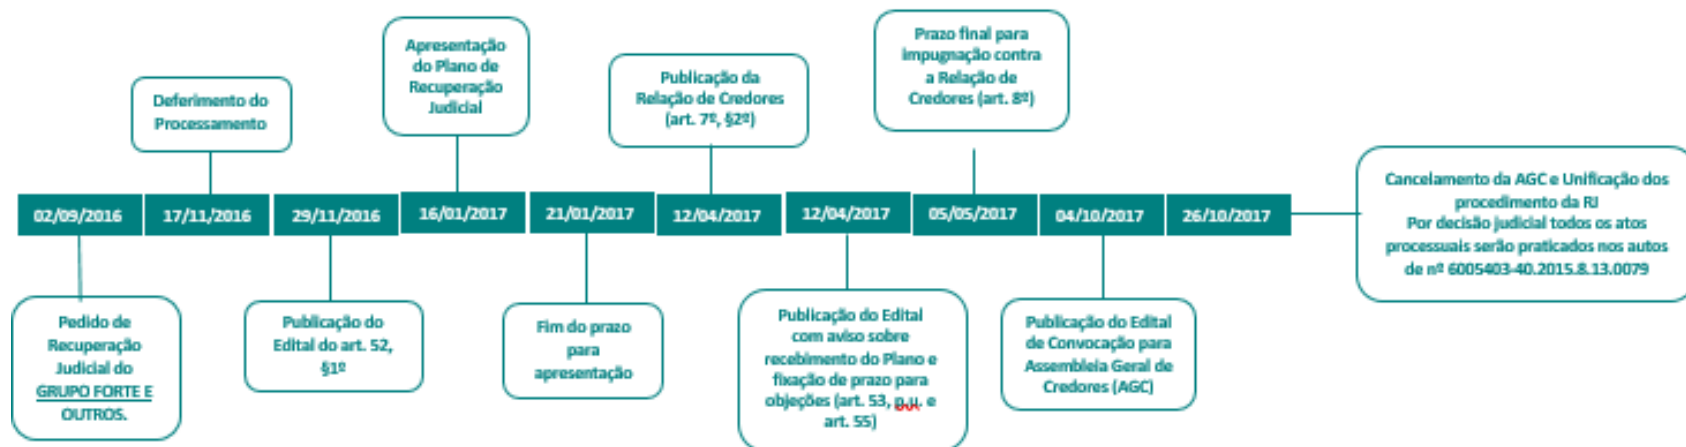 Deferimento do
Processamento
Apresentação
do Plano de
Recuperação
Judicial
Publicação da
Relação de Credores
(art. 7º, §2º)
Prazo final para
impugnação contra
a Relação de
Credores (art. 8º)
02/09/2016
17/11/2016
29/11/2016
16/01/2017
21/01/2017
12/04/2017
12/04/2017
05/05/2017
04/10/2017
26/10/2017
Cancelamento da AGC e Unificação dos
procedimento da RJ
Por decisão judicial todos os atos
processuais serão praticados nos autos
de nº 6005403-40.2015.8.13.0079
Pedido de
Recuperação
Judicial do
GRUPO FORTE E
OUTROS.
Publicação do
Edital do art. 52,
§1º
Fim do prazo
para
apresentação
Publicação do Edital
com aviso sobre
recebimento do Plano e
fixação de prazo para
objeções (art. 53, p.u. e
art. 55)
Publicação do Edital
de Convocação para
Assembleia Geral de
Credores (AGC)